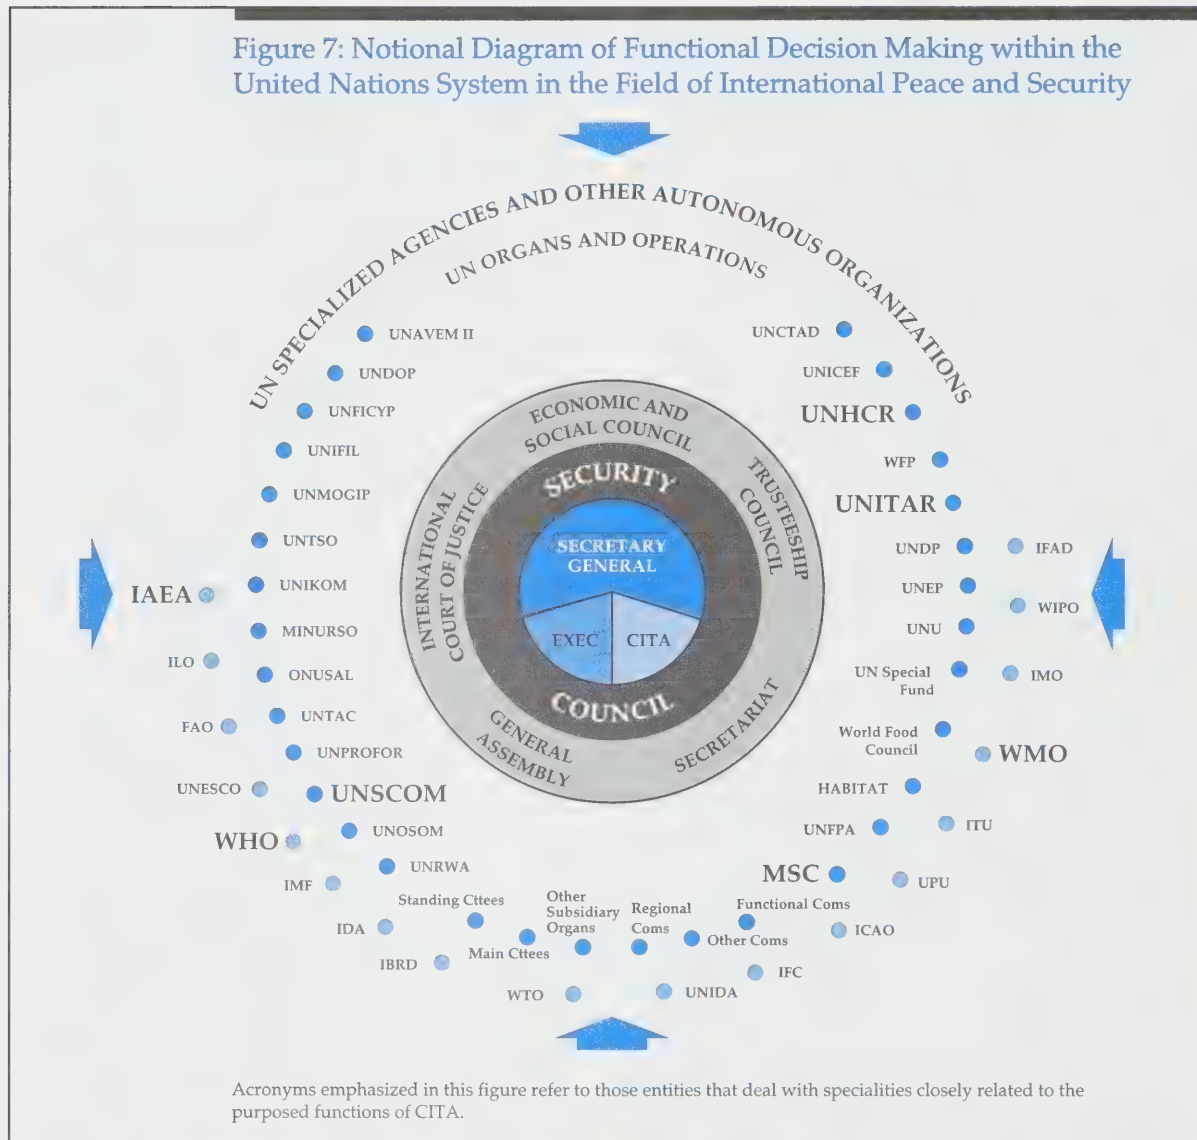 Figure 7: Notional Diagram of Functional Decision Making within the
United Nations System in the Field of International Peace and Security
UN SPECIALIZED AGENCIES AND OTHER AUTONOMOUS ORGANIZATIONS
UN ORGANS AND OPERATIONS
UNAVEM II
UNDOP
UNFICYP
UNIFIL
UNMOGIP
UNTSO
UNIKOM
MINURSO
ONUSAL
UNTAC
UNPROFOR
UNSCOM
UNOSOM
UNRWA
Standing Cttees
Main Cttees
Other
Subsidiary
Organs
Regional
Coms
Other Coms
Functional Coms
MSC
UNFPA
HABITAT
World Food
Council
UN Special
Fund
UNU
UNEP
UNDP
UNITAR
WFP
UNHCR
UNICEF
UNCTAD
IAEA
ILO
FAO
UNESCO
WHO
IMF
IDA
IBRD
WTO
UNIDA
IFC
ICAO
UPU
ITU
WMO
IMO
WIPO
IFAD
ECONOMIC AND
SOCIAL COUNCIL
TRUSTEESHIP
COUNCIL
SECRETARIAT
GENERAL
ASSEMBLY
INTERNATIONAL
COURT OF JUSTICE
SECURITY
COUNCIL
SECRETARY
GENERAL
EXEC
CITA
Acronyms emphasized in this figure refer to those entities that deal with specialities closely related to the
purposed functions of CITA.